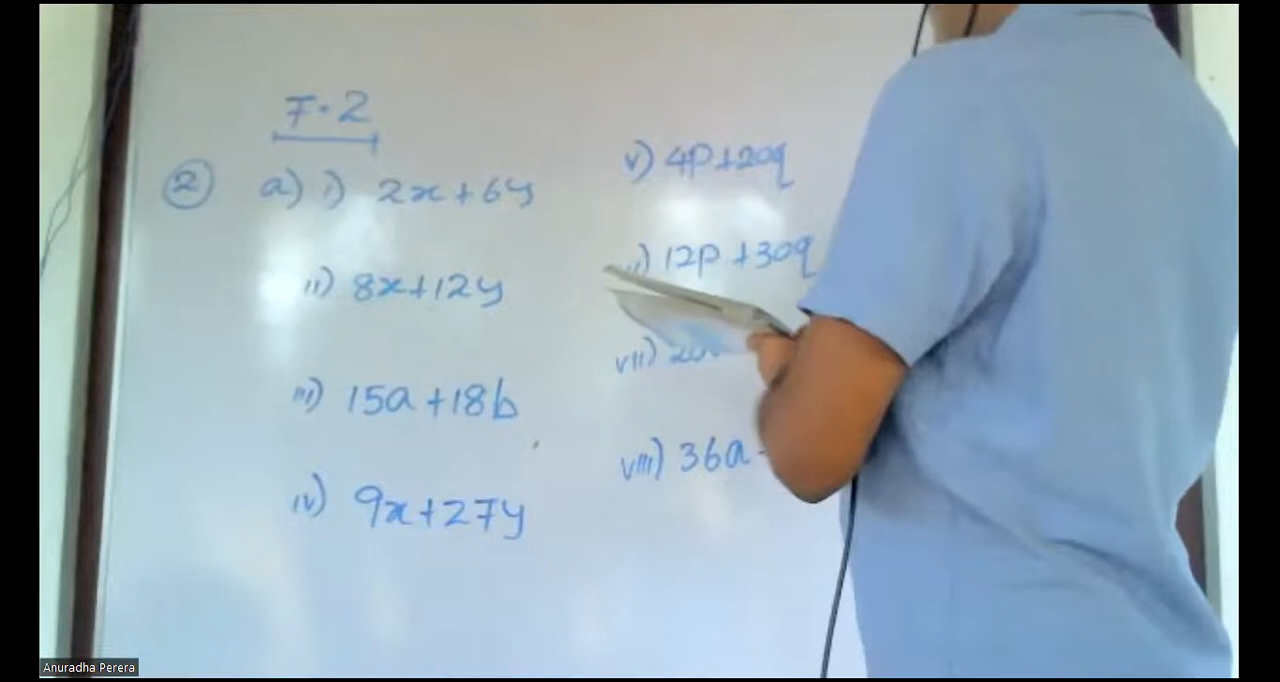 7.2
② a) i) 2x+6y
ii) 8x+12y
iii) 15a+18b
iv) 9x+27y
v) 4p+20q
12p+30q
vii)
viii) 36a
Anuradha Perera